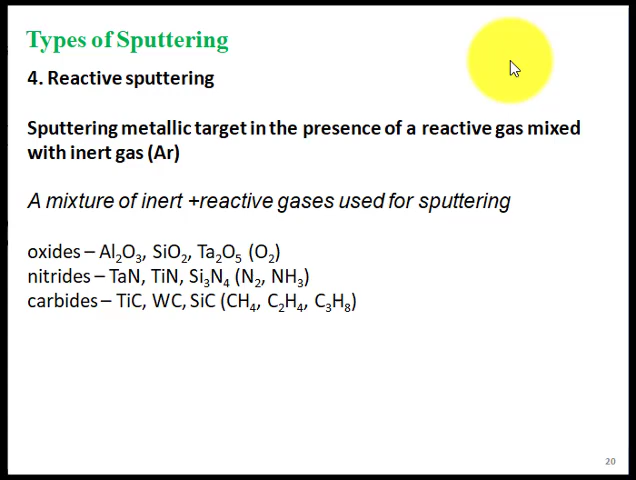 Types of Sputtering
4. Reactive sputtering
Sputtering metallic target in the presence of a reactive gas mixed
with inert gas (Ar)
A mixture of inert +reactive gases used for sputtering
oxides – Al₂O₃, SiO₂, Ta₂O₅ (O₂)
nitrides – TaN, TiN, Si₃N₄ (N₂, NH₃)
carbides – TiC, WC, SiC (CH₄, C₂H₄, C₃H₈)
20